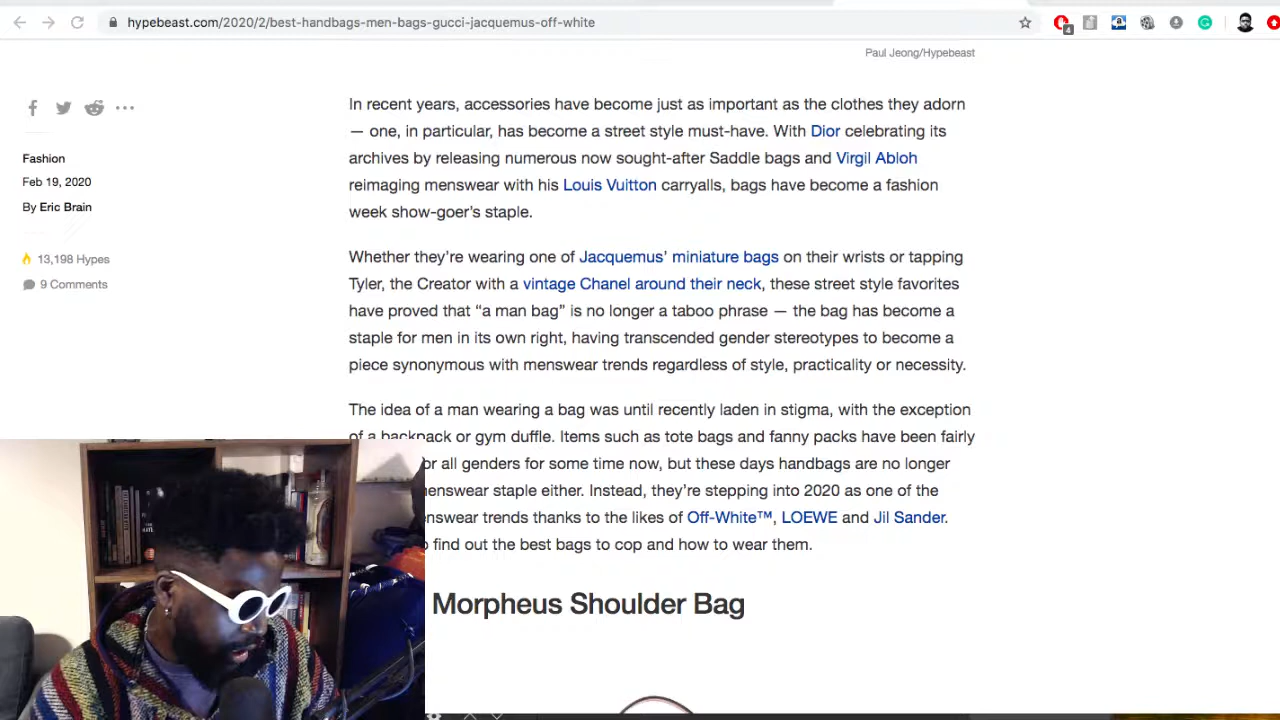 hypebeast.com/2020/2/best-handbags-men-bags-gucci-jacquemus-off-white
4
Paul Jeong/Hypebeast
Fashion
Feb 19, 2020
By Eric Brain
13,198 Hypes
9 Comments
In recent years, accessories have become just as important as the clothes they adorn
— one, in particular, has become a street style must-have. With Dior celebrating its
archives by releasing numerous now sought-after Saddle bags and Virgil Abloh
reimaging menswear with his Louis Vuitton carryalls, bags have become a fashion
week show-goer’s staple.
Whether they’re wearing one of Jacquemus’ miniature bags on their wrists or tapping
Tyler, the Creator with a vintage Chanel around their neck, these street style favorites
have proved that “a man bag” is no longer a taboo phrase — the bag has become a
staple for men in its own right, having transcended gender stereotypes to become a
piece synonymous with menswear trends regardless of style, practicality or necessity.
The idea of a man wearing a bag was until recently laden in stigma, with the exception
of a backpack or gym duffle. Items such as tote bags and fanny packs have been fairly
or all genders for some time now, but these days handbags are no longer
menswear staple either. Instead, they’re stepping into 2020 as one of the
menswear trends thanks to the likes of Off-White™, LOEWE and Jil Sander.
find out the best bags to cop and how to wear them.
Morpheus Shoulder Bag